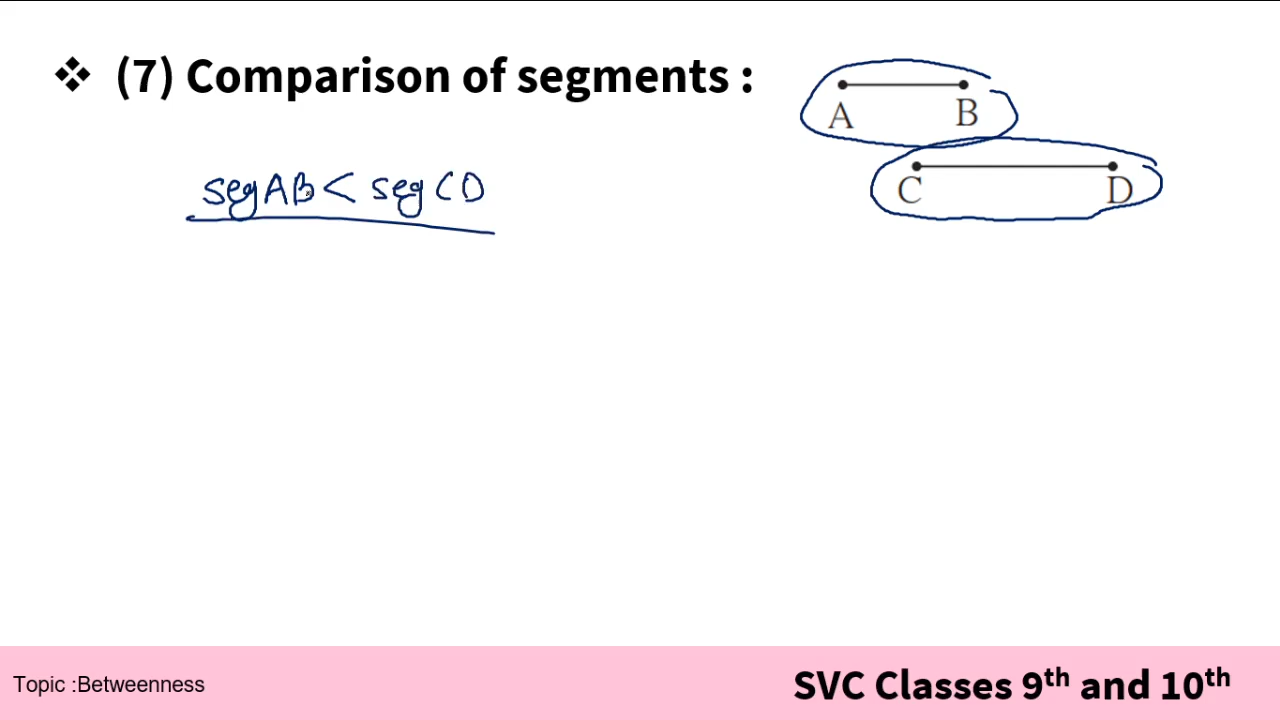 ❖ (7) Comparison of segments :
A B
C D
seg AB < seg CD
Topic :Betweenness
SVC Classes 9th and 10th